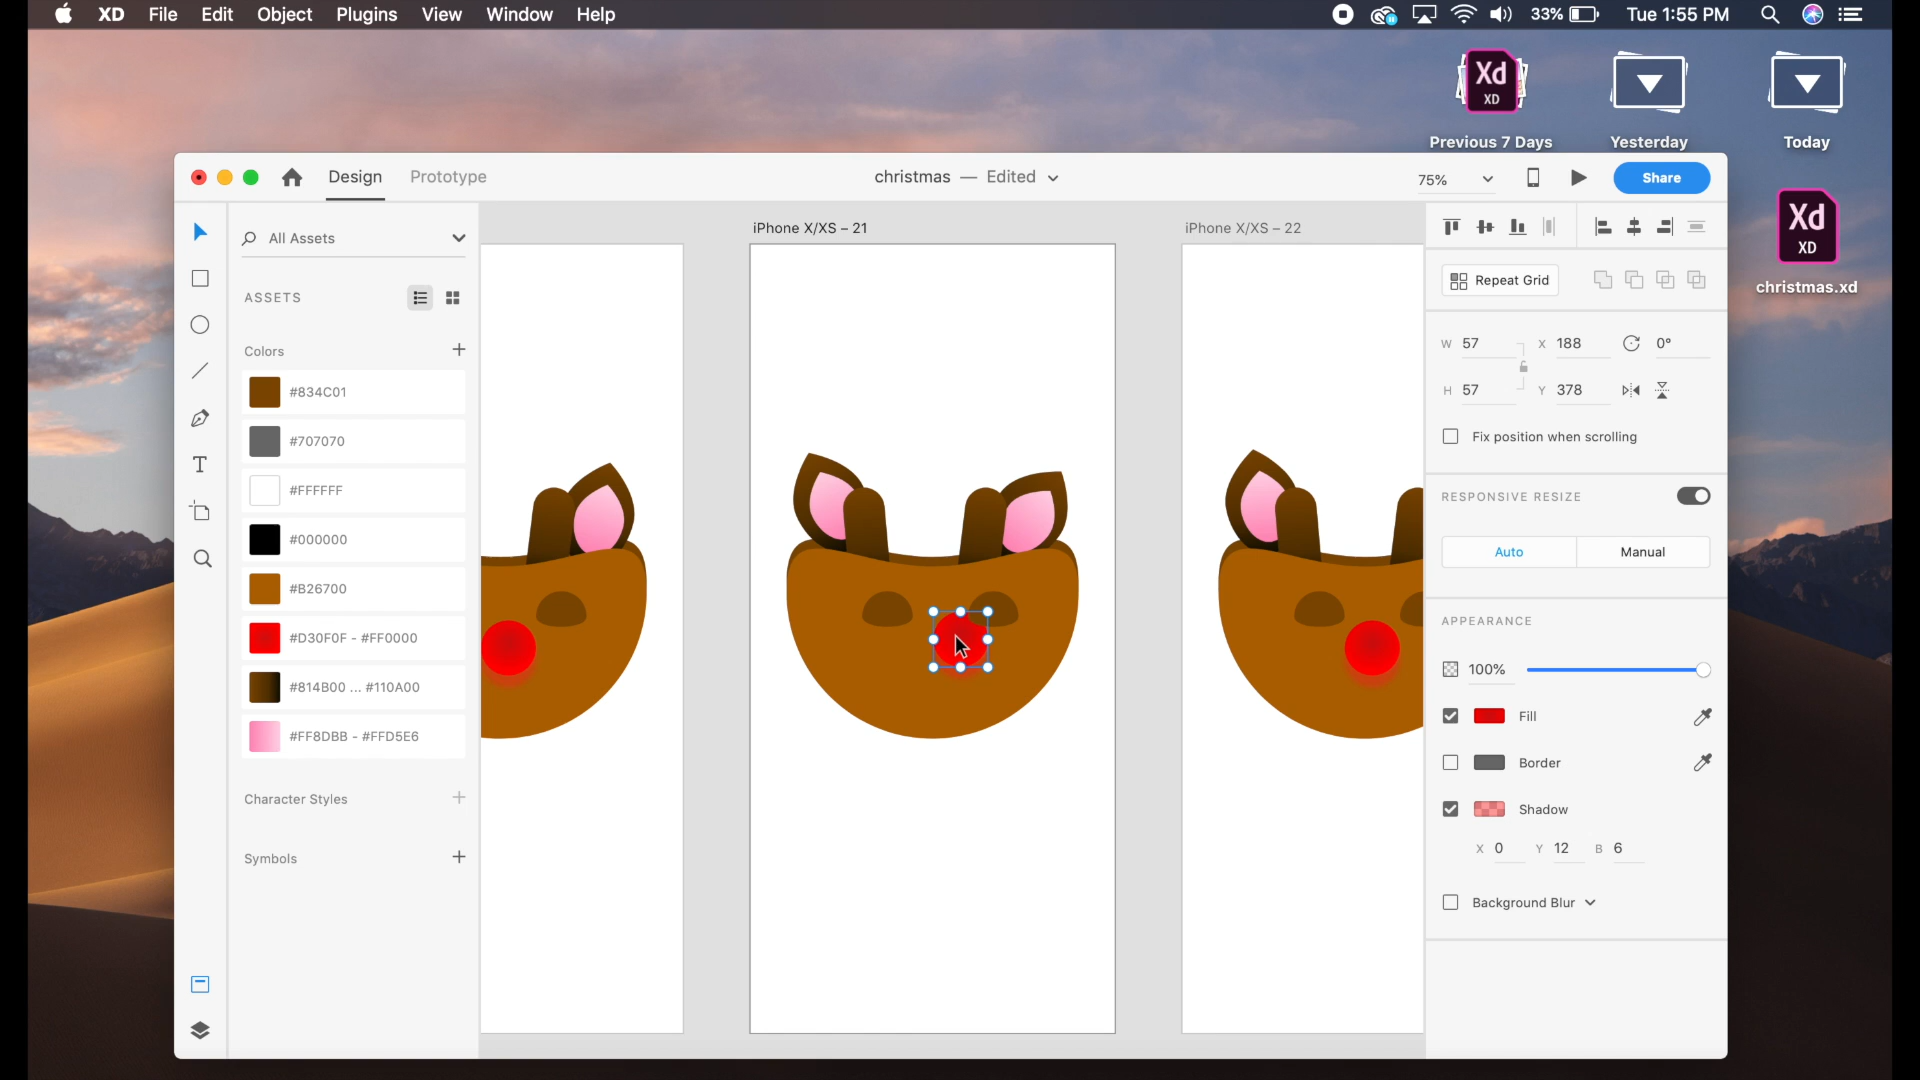 XD File Edit Object Plugins View Window Help 33% Tue 1:55 PM
Xd
XD
Previous 7 Days Yesterday Today
Design Prototype christmas — Edited 75% Share
Xd
XD
christmas.xd
All Assets
ASSETS
Colors
#834C01
#707070
#FFFFFF
#000000
#B26700
#D30F0F - #FF0000
#814B00 ... #110A00
#FF8DBB - #FFD5E6
Character Styles
Symbols
iPhone X/XS – 21
iPhone X/XS – 22
Repeat Grid
W 57 X 188 0°
H 57 Y 378
Fix position when scrolling
RESPONSIVE RESIZE
Auto Manual
APPEARANCE
100%
Fill
Border
Shadow
X 0 Y 12 B 6
Background Blur